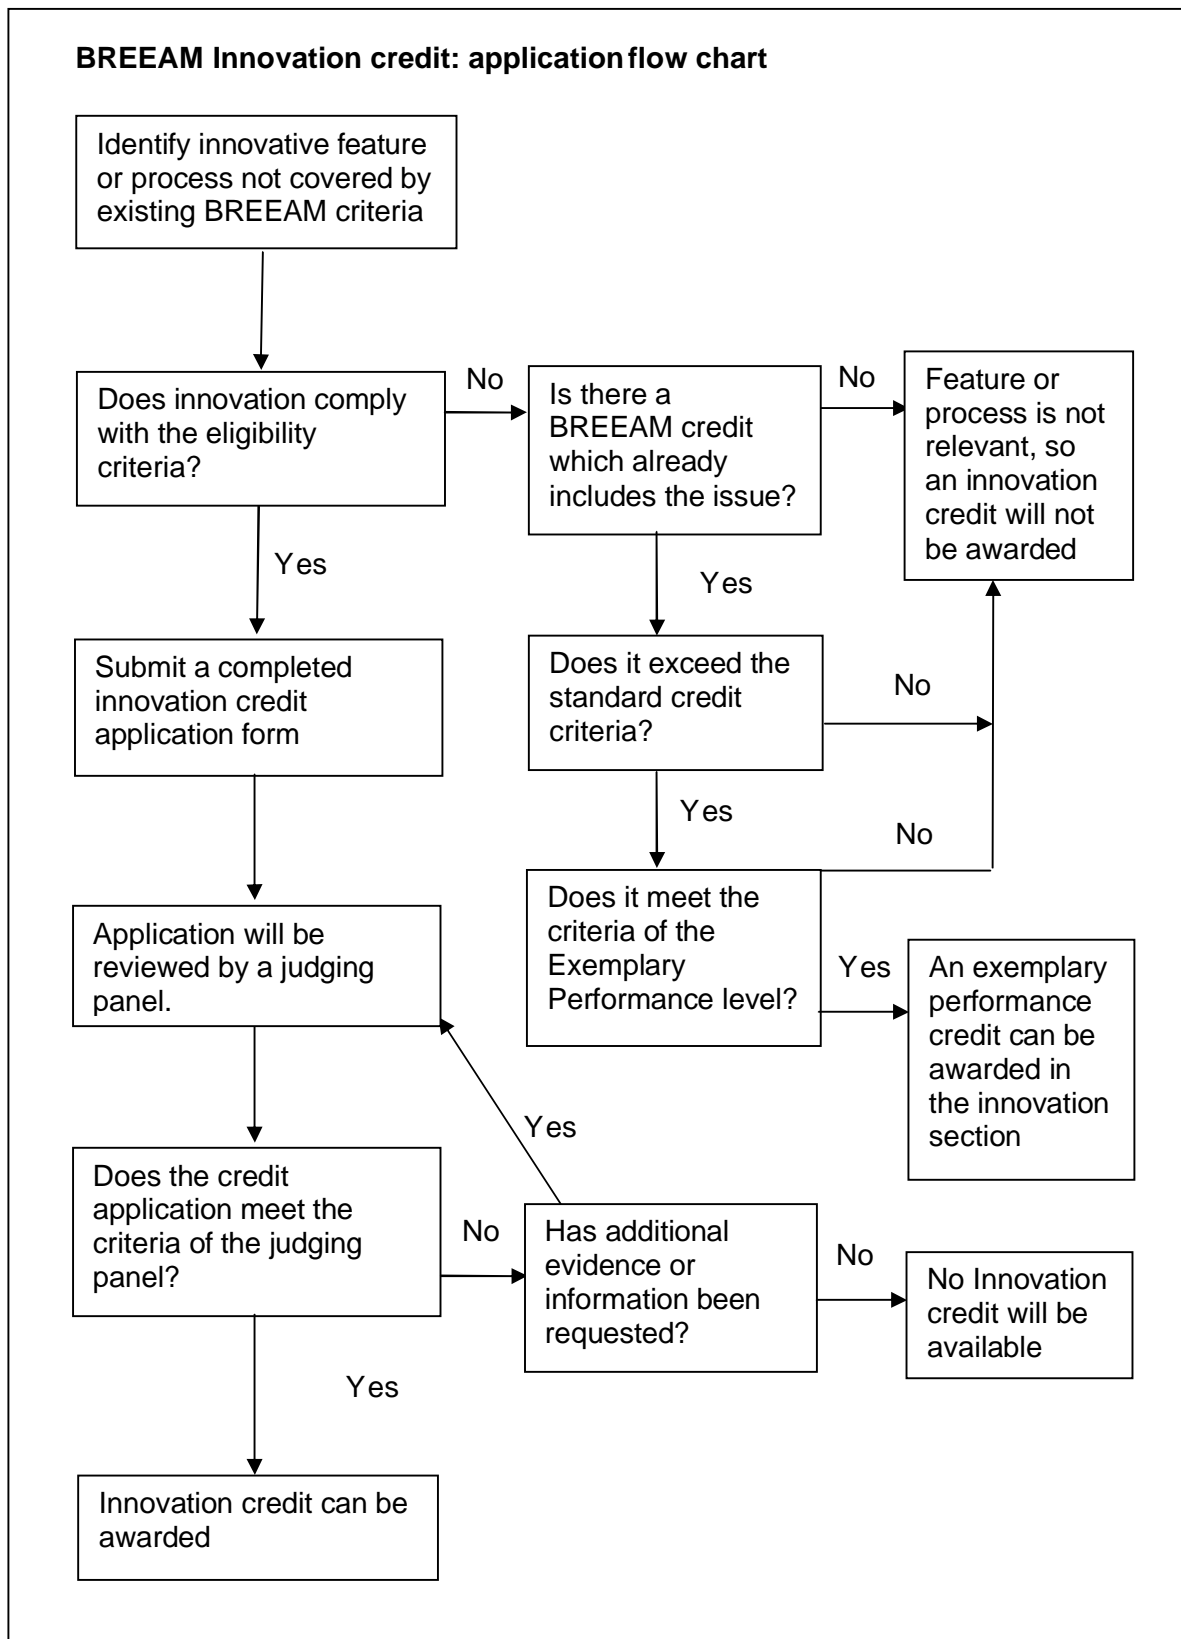 BREEAM Innovation credit: application flow chart
Identify innovative feature
or process not covered by
existing BREEAM criteria
Does innovation comply
with the eligibility
criteria?
No
Is there a
BREEAM credit
which already
includes the issue?
No
Feature or
process is not
relevant, so
an innovation
credit will not
be awarded
Yes
Yes
Submit a completed
innovation credit
application form
Does it exceed the
standard credit
criteria?
No
Yes
No
Application will be
reviewed by a judging
panel.
Does it meet the
criteria of the
Exemplary
Performance level?
Yes
An exemplary
performance
credit can be
awarded in
the innovation
section
Yes
Does the credit
application meet the
criteria of the judging
panel?
No
Has additional
evidence or
information been
requested?
No
No Innovation
credit will be
available
Yes
Innovation credit can be
awarded